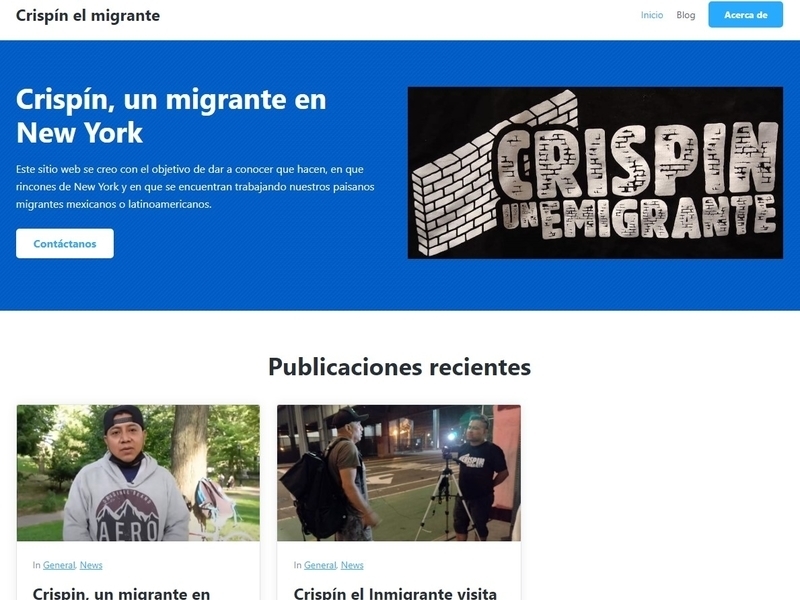 Crispín el migrante
Inicio
Blog
Acerca de
Crispín, un migrante en
New York
Este sitio web se creo con el objetivo de dar a conocer que hacen, en que
rincones de New York y en que se encuentran trabajando nuestros paisanos
migrantes mexicanos o latinoamericanos.
Contáctanos
CRISPIN
UN EMIGRANTE
Publicaciones recientes
AERO
CRISPIN
In General, News
In General, News
Crispin, un migrante en
Crispín el Inmigrante visita